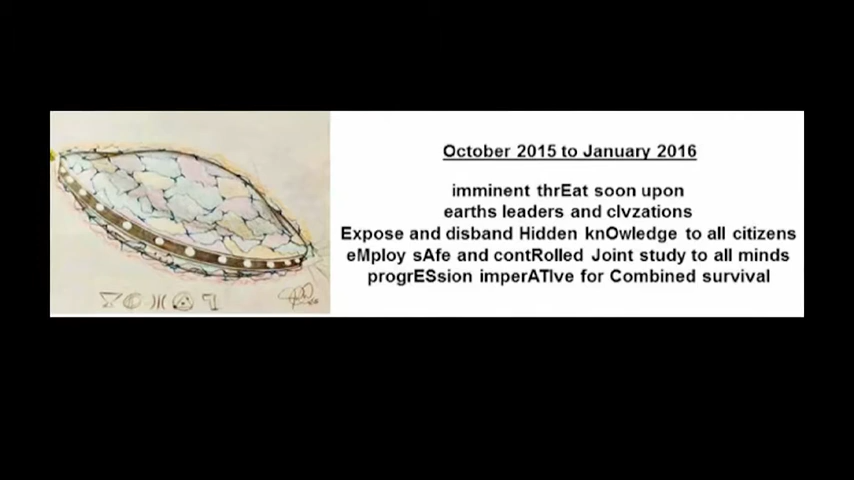 October 2015 to January 2016
imminent thrEat soon upon
earths leaders and clvzations
Expose and disband Hidden knOwledge to all citizens
eMploy sAfe and contRolled Joint study to all minds
progrESsion imperATIve for Combined survival